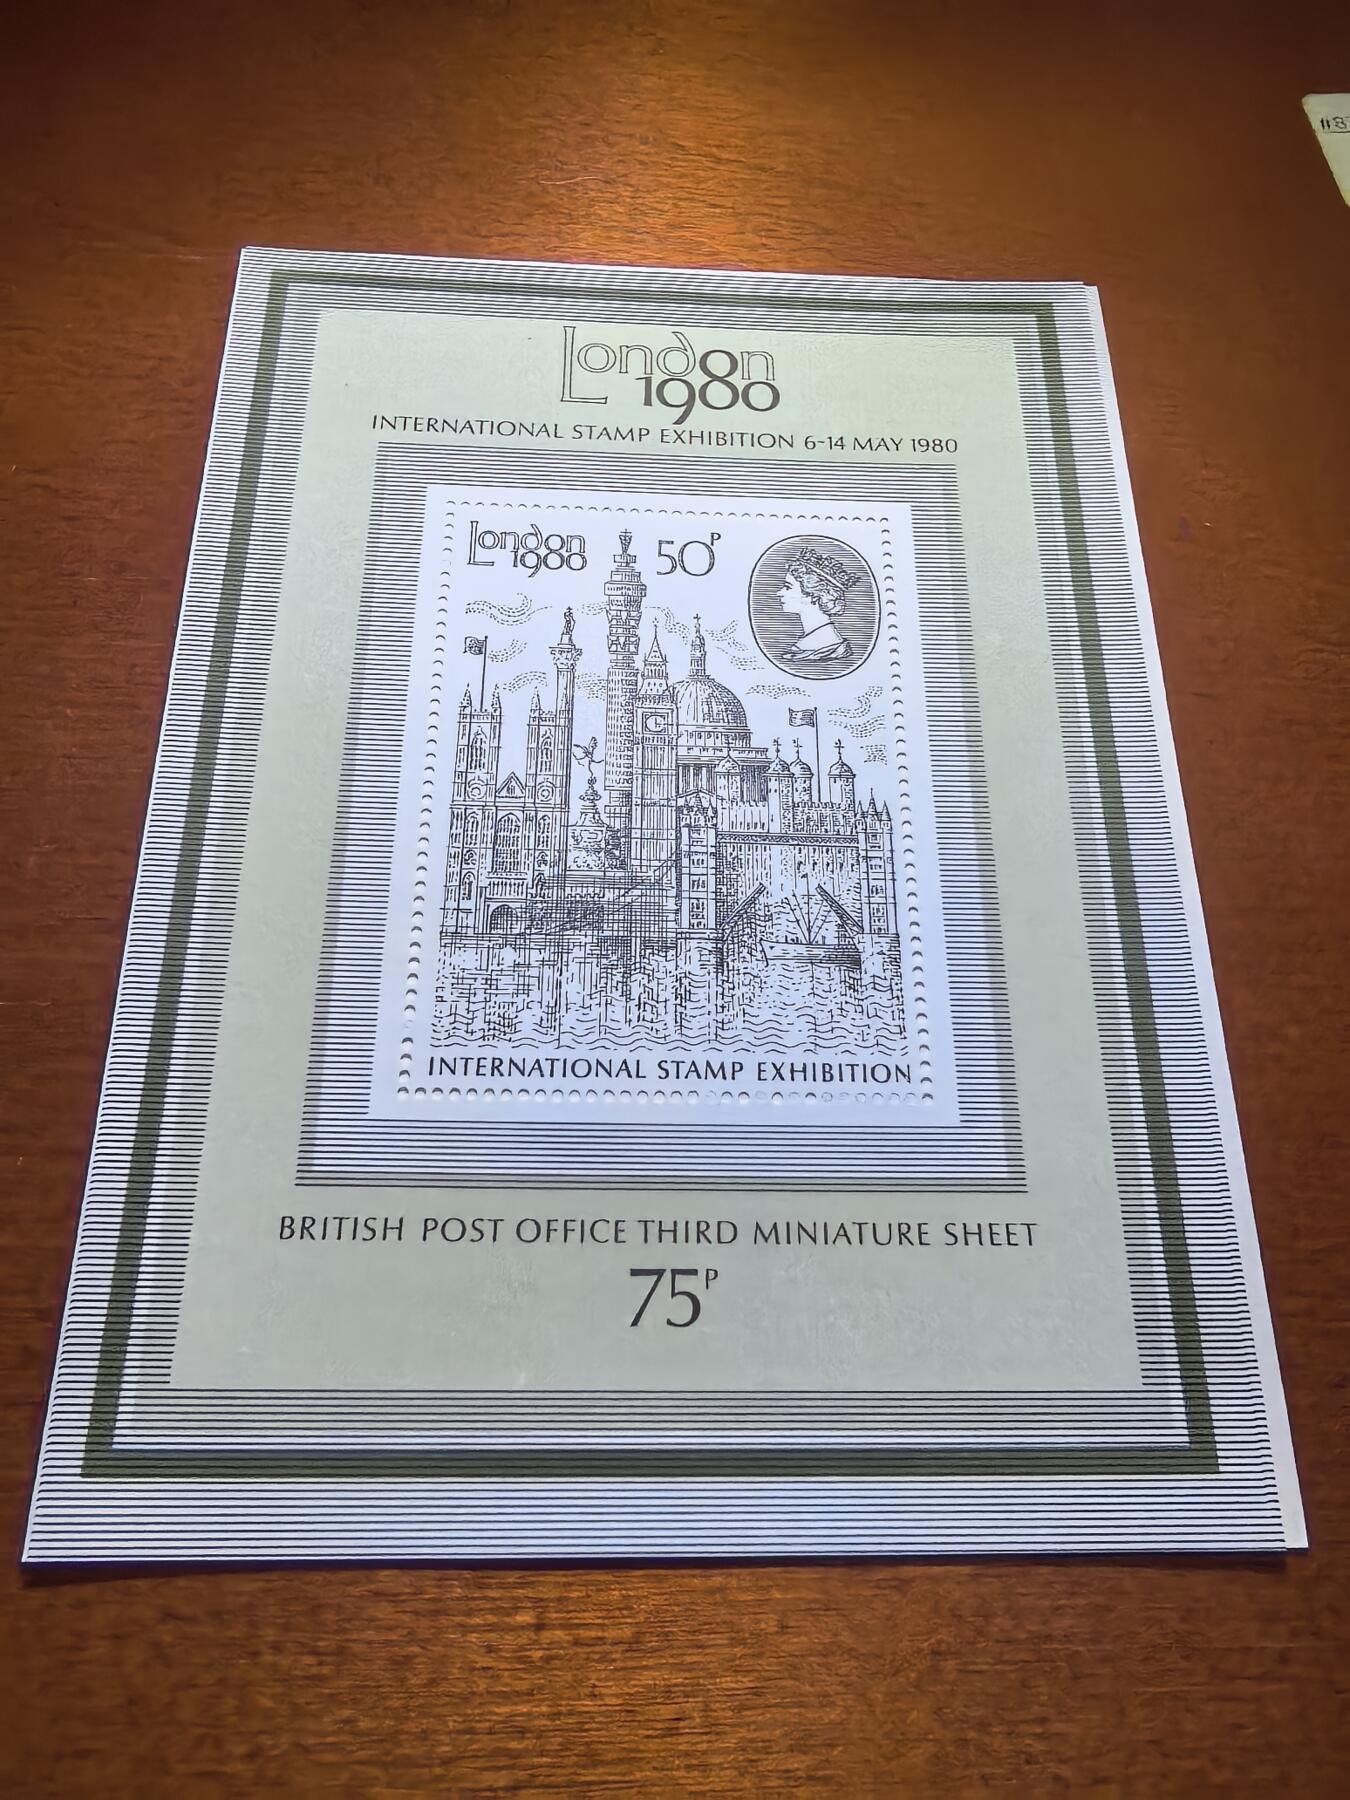 London
1980
INTERNATIONAL STAMP EXHIBITION 6-14 MAY 1980
London
1980
50P
INTERNATIONAL STAMP EXHIBITION
BRITISH POST OFFICE THIRD MINIATURE SHEET
75P